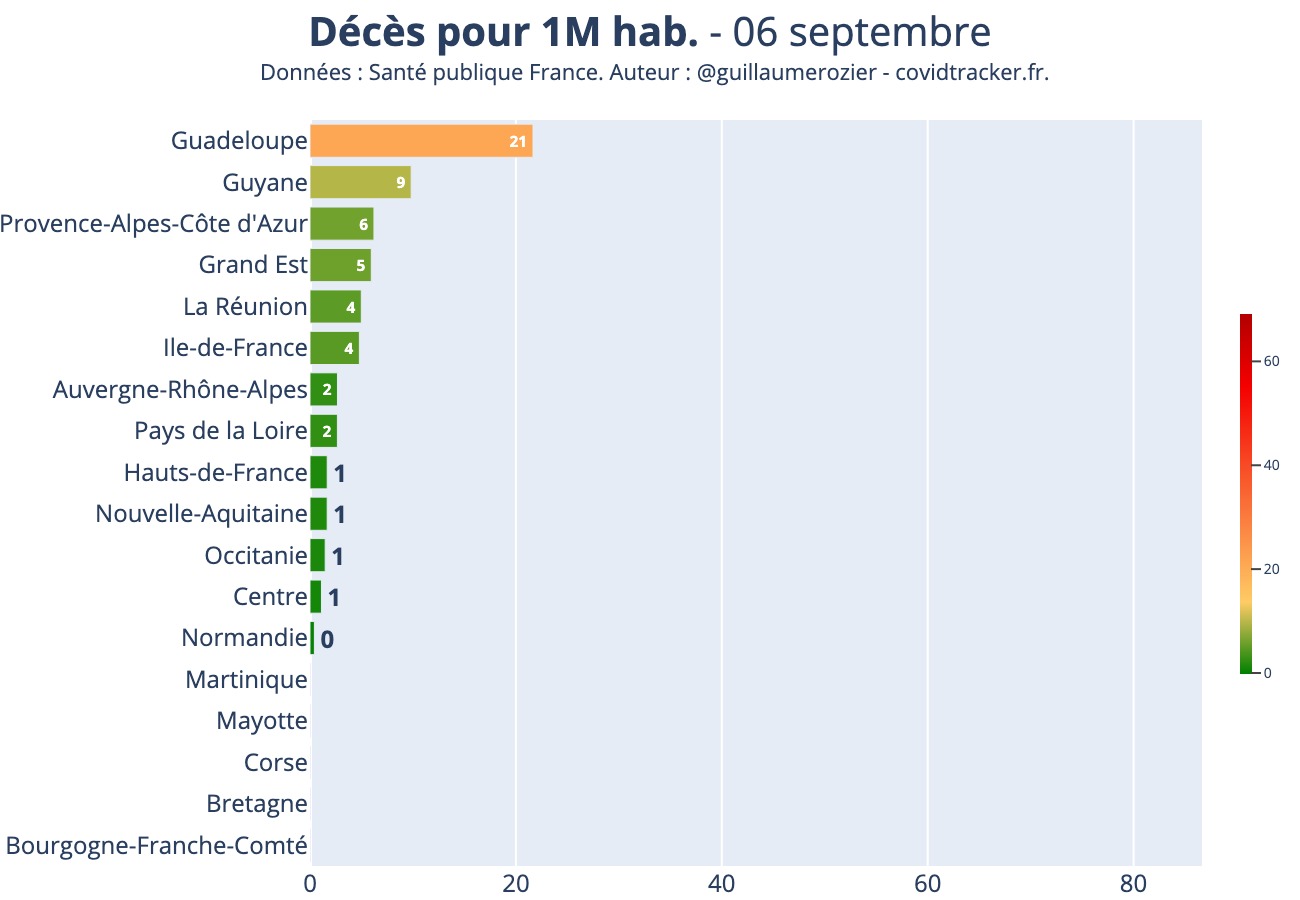 Décès pour 1M hab. - 06 septembre
Données : Santé publique France. Auteur : @guillaumerozier - covidtracker.fr.
Guadeloupe 21
Guyane 9
Provence-Alpes-Côte d'Azur 6
Grand Est 5
La Réunion 4
Ile-de-France 4
Auvergne-Rhône-Alpes 2
Pays de la Loire 2
Hauts-de-France 1
Nouvelle-Aquitaine 1
Occitanie 1
Centre 1
Normandie 0
Martinique
Mayotte
Corse
Bretagne
Bourgogne-Franche-Comté
0 20 40 60 80
60
40
20
0